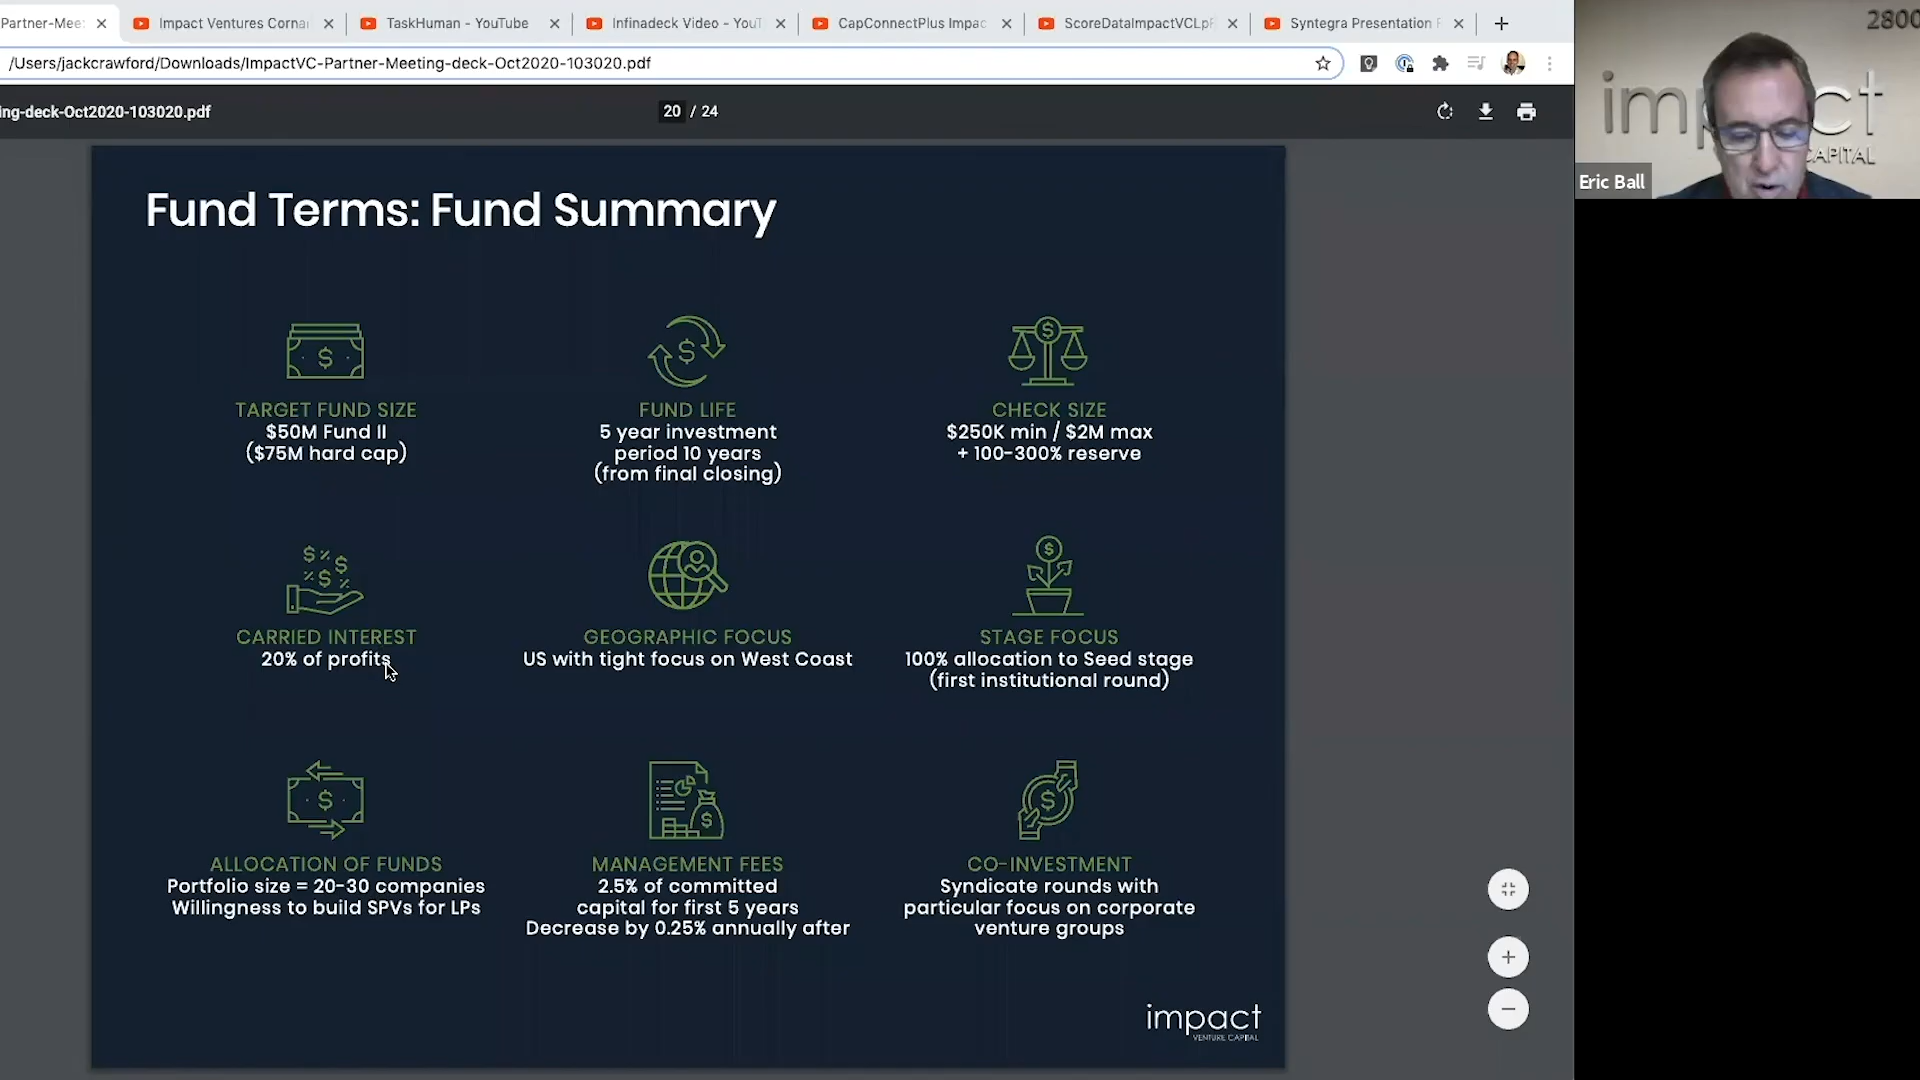 Partner-Mee
Impact Ventures Corna
TaskHuman - YouTube
Infinadeck Video - YouT
CapConnectPlus Impac
ScoreDataImpactVCLpP
Syntegra Presentation
/Users/jackcrawford/Downloads/ImpactVC-Partner-Meeting-deck-Oct2020-103020.pdf
ng-deck-Oct2020-103020.pdf
20 / 24
2800
impact
CAPITAL
Eric Ball
Fund Terms: Fund Summary
TARGET FUND SIZE
$50M Fund II
($75M hard cap)
FUND LIFE
5 year investment
period 10 years
(from final closing)
CHECK SIZE
$250K min / $2M max
+ 100-300% reserve
CARRIED INTEREST
20% of profits
GEOGRAPHIC FOCUS
US with tight focus on West Coast
STAGE FOCUS
100% allocation to Seed stage
(first institutional round)
ALLOCATION OF FUNDS
Portfolio size = 20-30 companies
Willingness to build SPVs for LPs
MANAGEMENT FEES
2.5% of committed
capital for first 5 years
Decrease by 0.25% annually after
CO-INVESTMENT
Syndicate rounds with
particular focus on corporate
venture groups
impact
VENTURE CAPITAL